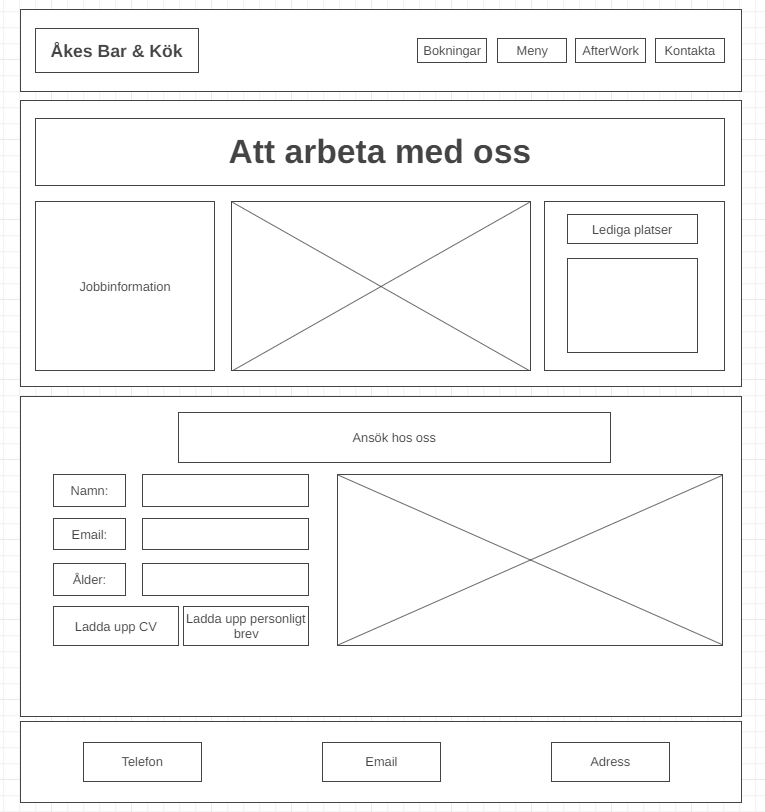 Åkes Bar & Kök
Bokningar
Meny
AfterWork
Kontakta
Att arbeta med oss
Jobbinformation
Lediga platser
Ansök hos oss
Namn:
Email:
Ålder:
Ladda upp CV
Ladda upp personligt
brev
Telefon
Email
Adress